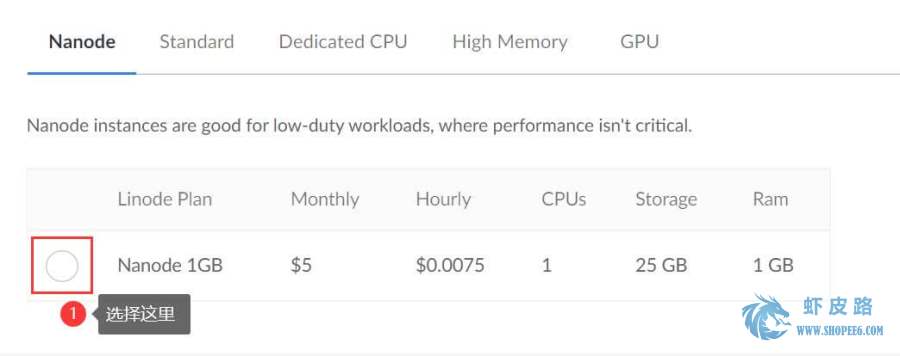 Nanode Standard Dedicated CPU High Memory GPU
Nanode instances are good for low-duty workloads, where performance isn't critical.
Linode Plan Monthly Hourly CPUs Storage Ram
Nanode 1GB $5 $0.0075 1 25 GB 1 GB
1 选择这里
虾皮路
WWW.SHOPEE6.COM